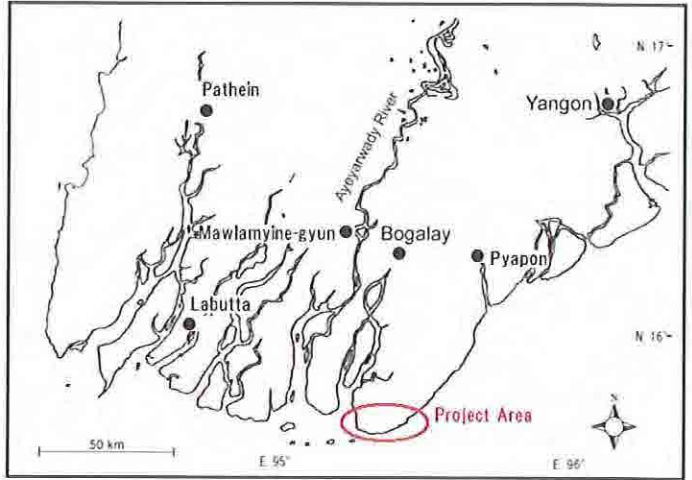 N 17°
Pathein
Yangon
Ayeyarwady River
Mawlamyine-gyun
Bogalay
Pyapon
Labutta
N 16°
Project Area
N
50 km
E 95°
E 96°